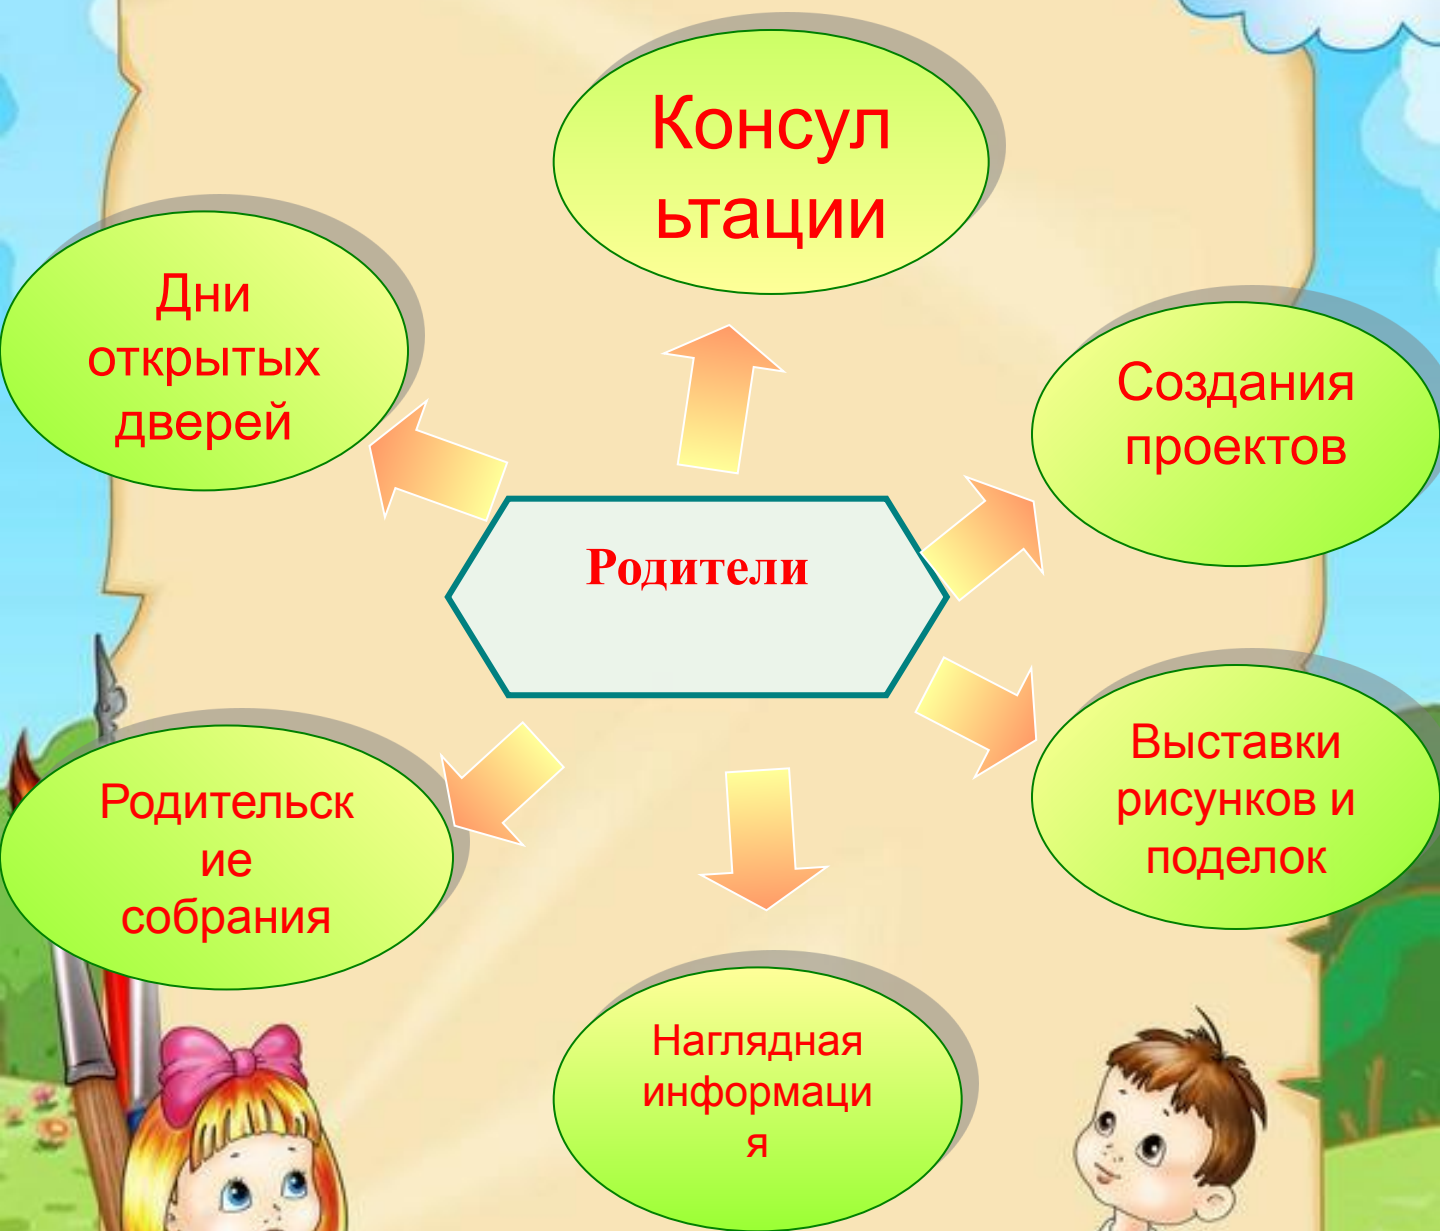 Консул
ьтации
Дни
открытых
дверей
Создания
проектов
Родители
Выставки
рисунков и
поделок
Родительск
ие
собрания
Наглядная
информаци
я